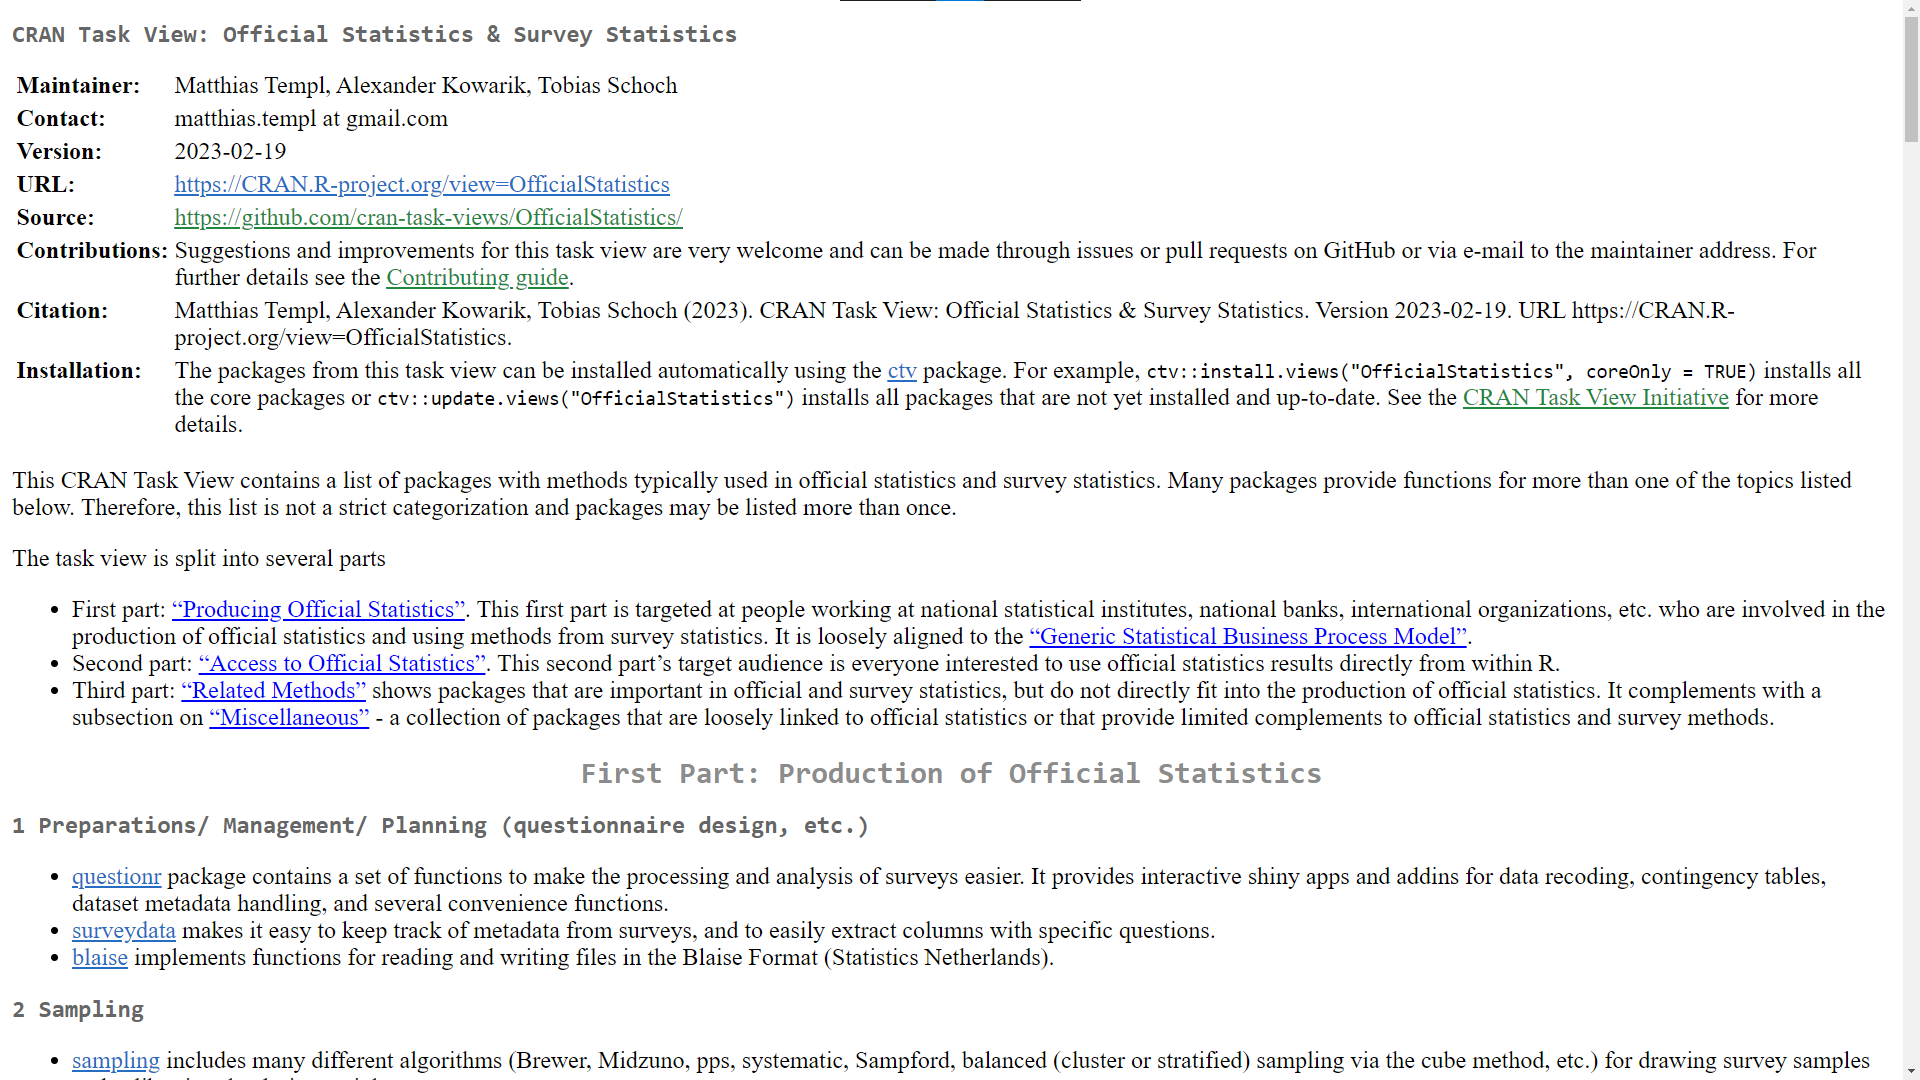 CRAN Task View: Official Statistics & Survey Statistics
Maintainer: Matthias Templ, Alexander Kowarik, Tobias Schoch
Contact: matthias.templ at gmail.com
Version: 2023-02-19
URL: https://CRAN.R-project.org/view=OfficialStatistics
Source: https://github.com/cran-task-views/OfficialStatistics/
Contributions: Suggestions and improvements for this task view are very welcome and can be made through issues or pull requests on GitHub or via e-mail to the maintainer address. For
further details see the Contributing guide.
Citation: Matthias Templ, Alexander Kowarik, Tobias Schoch (2023). CRAN Task View: Official Statistics & Survey Statistics. Version 2023-02-19. URL https://CRAN.R-
project.org/view=OfficialStatistics.
Installation: The packages from this task view can be installed automatically using the ctv package. For example, ctv::install.views("OfficialStatistics", coreOnly = TRUE) installs all
the core packages or ctv::update.views("OfficialStatistics") installs all packages that are not yet installed and up-to-date. See the CRAN Task View Initiative for more
details.
This CRAN Task View contains a list of packages with methods typically used in official statistics and survey statistics. Many packages provide functions for more than one of the topics listed
below. Therefore, this list is not a strict categorization and packages may be listed more than once.
The task view is split into several parts
• First part: “Producing Official Statistics”. This first part is targeted at people working at national statistical institutes, national banks, international organizations, etc. who are involved in the
production of official statistics and using methods from survey statistics. It is loosely aligned to the “Generic Statistical Business Process Model”.
• Second part: “Access to Official Statistics”. This second part’s target audience is everyone interested to use official statistics results directly from within R.
• Third part: “Related Methods” shows packages that are important in official and survey statistics, but do not directly fit into the production of official statistics. It complements with a
subsection on “Miscellaneous” - a collection of packages that are loosely linked to official statistics or that provide limited complements to official statistics and survey methods.
First Part: Production of Official Statistics
1 Preparations/ Management/ Planning (questionnaire design, etc.)
• questionr package contains a set of functions to make the processing and analysis of surveys easier. It provides interactive shiny apps and addins for data recoding, contingency tables,
dataset metadata handling, and several convenience functions.
• surveydata makes it easy to keep track of metadata from surveys, and to easily extract columns with specific questions.
• blaise implements functions for reading and writing files in the Blaise Format (Statistics Netherlands).
2 Sampling
• sampling includes many different algorithms (Brewer, Midzuno, pps, systematic, Sampford, balanced (cluster or stratified) sampling via the cube method, etc.) for drawing survey samples